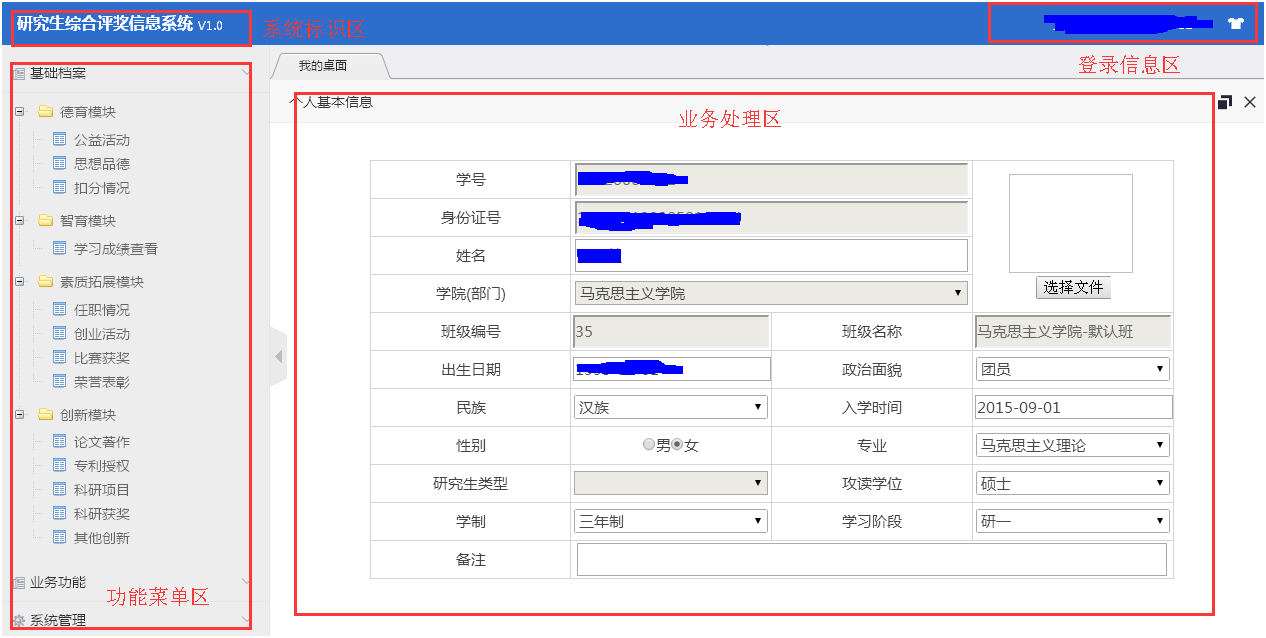 研究生综合评奖信息系统 V1.0
系统标识区
登录信息区
基础档案
德育模块
公益活动
思想品德
扣分情况
智育模块
学习成绩查看
素质拓展模块
任职情况
创业活动
比赛获奖
荣誉表彰
创新模块
论文著作
专利授权
科研项目
科研获奖
其他创新
业务功能
功能菜单区
系统管理
我的桌面
个人基本信息
业务处理区
学号
身份证号
姓名
选择文件
学院(部门) 马克思主义学院
班级编号 35 班级名称 马克思主义学院-默认班
出生日期 政治面貌 团员
民族 汉族 入学时间 2015-09-01
性别 男 女 专业 马克思主义理论
研究生类型 攻读学位 硕士
学制 三年制 学习阶段 研一
备注